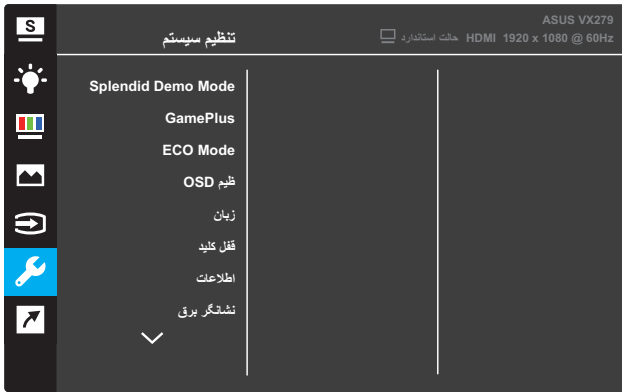 S
ASUS VX279
تنظیم سیستم
حالت استاندارد HDMI 1920 x 1080 @ 60Hz
Splendid Demo Mode
GamePlus
ECO Mode
ظیم OSD
زبان
قفل کلید
اطلاعات
نشانگر برق